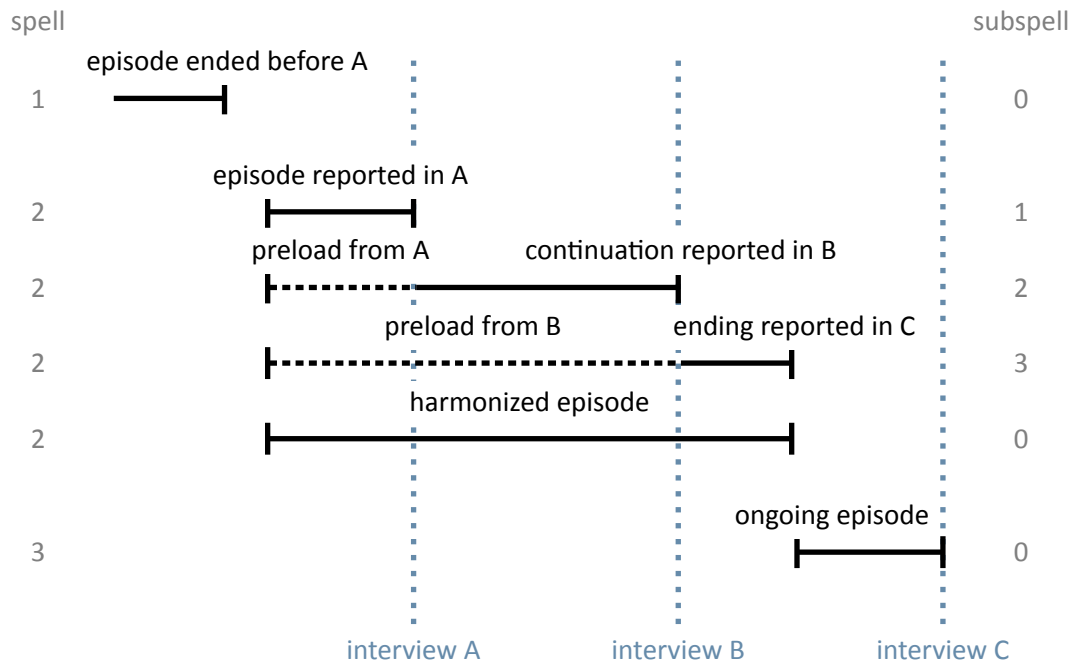 spell subspell
episode ended before A
1 0
episode reported in A
2 1
preload from A continuation reported in B
2 2
preload from B ending reported in C
2 3
harmonized episode
2 0
ongoing episode
3 0
interview A interview B interview C